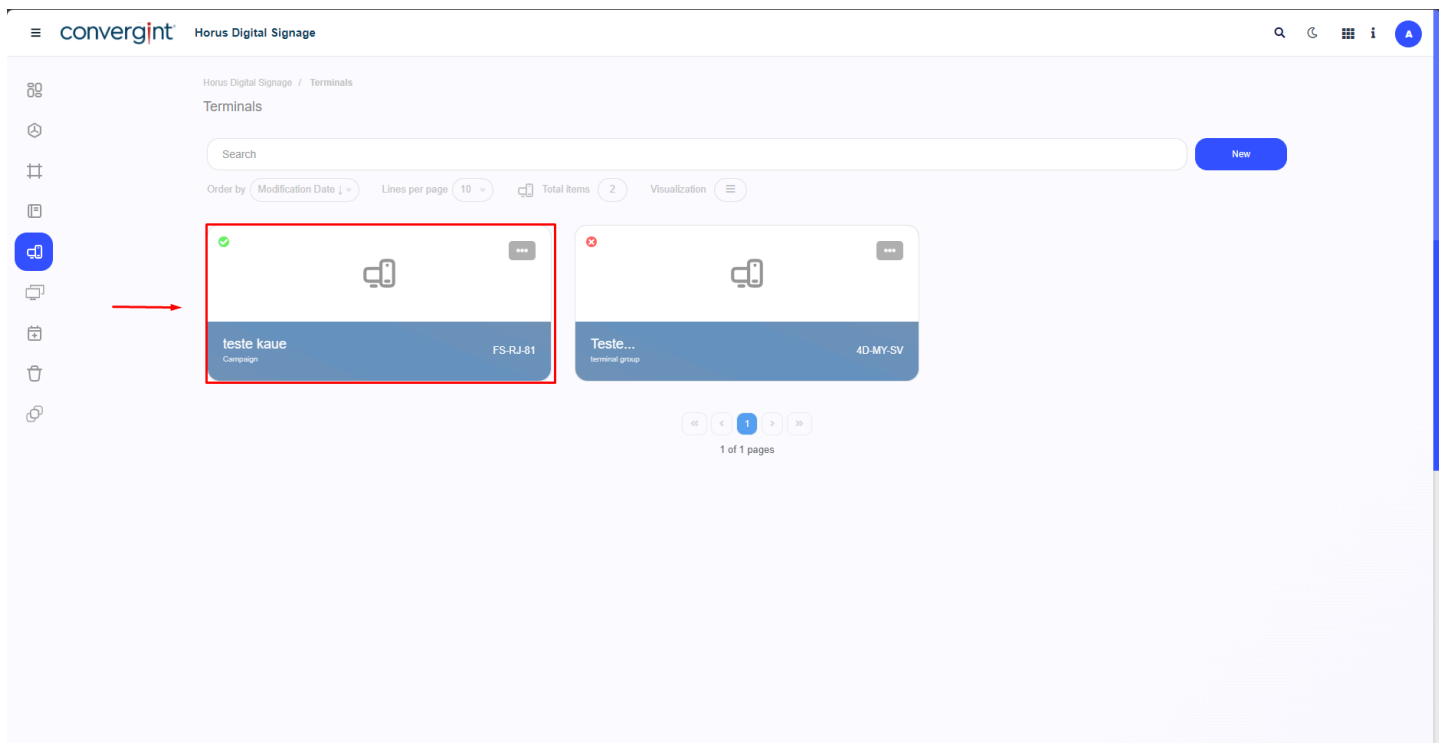 convergint Horus Digital Signage
i A
Horus Digital Signage / Terminals
Terminals
Search New
Order by Modification Date ↓ Lines per page 10 Total items 2 Visualization
teste kaue
Campaign
FS-RJ-81
Teste...
terminal group
4D-MY-SV
« < 1 > »
1 of 1 pages